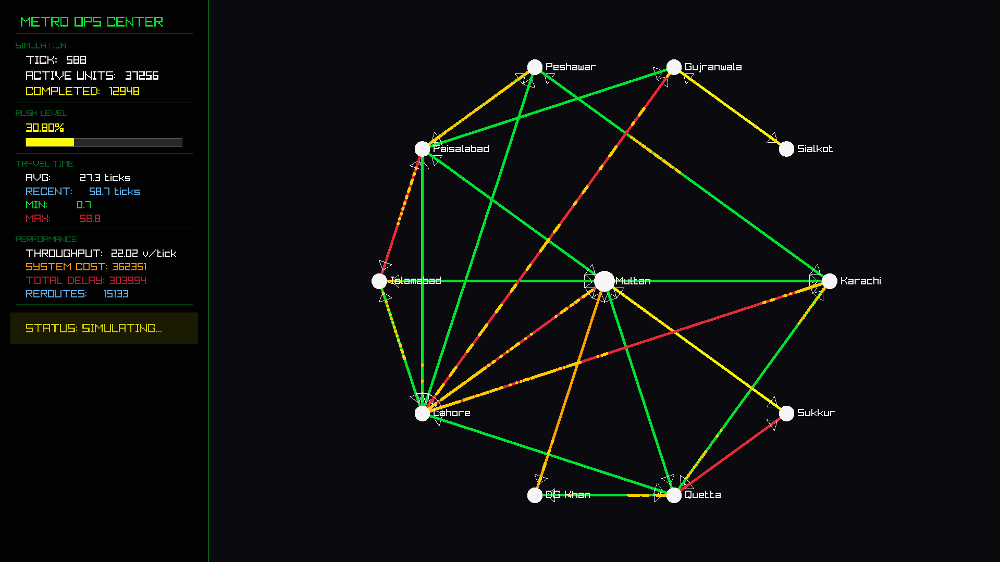 METRO OPS CENTER
SIMULATION
TICK: 588
ACTIVE UNITS: 37256
COMPLETED: 12948
RUSH LEVEL
30.80%
TRAVEL TIME
AVG: 27.3 ticks
RECENT: 58.7 ticks
MIN: 0.7
MAX: 58.8
PERFORMANCE
THROUGHPUT: 22.02 v/tick
SYSTEM COST: 362351
TOTAL DELAY: 303994
REROUTES: 15133
STATUS: SIMULATING...
Peshawar
Gujranwala
Faisalabad
Sialkot
Islamabad
Multan
Karachi
Lahore
Sukkur
DG Khan
Quetta